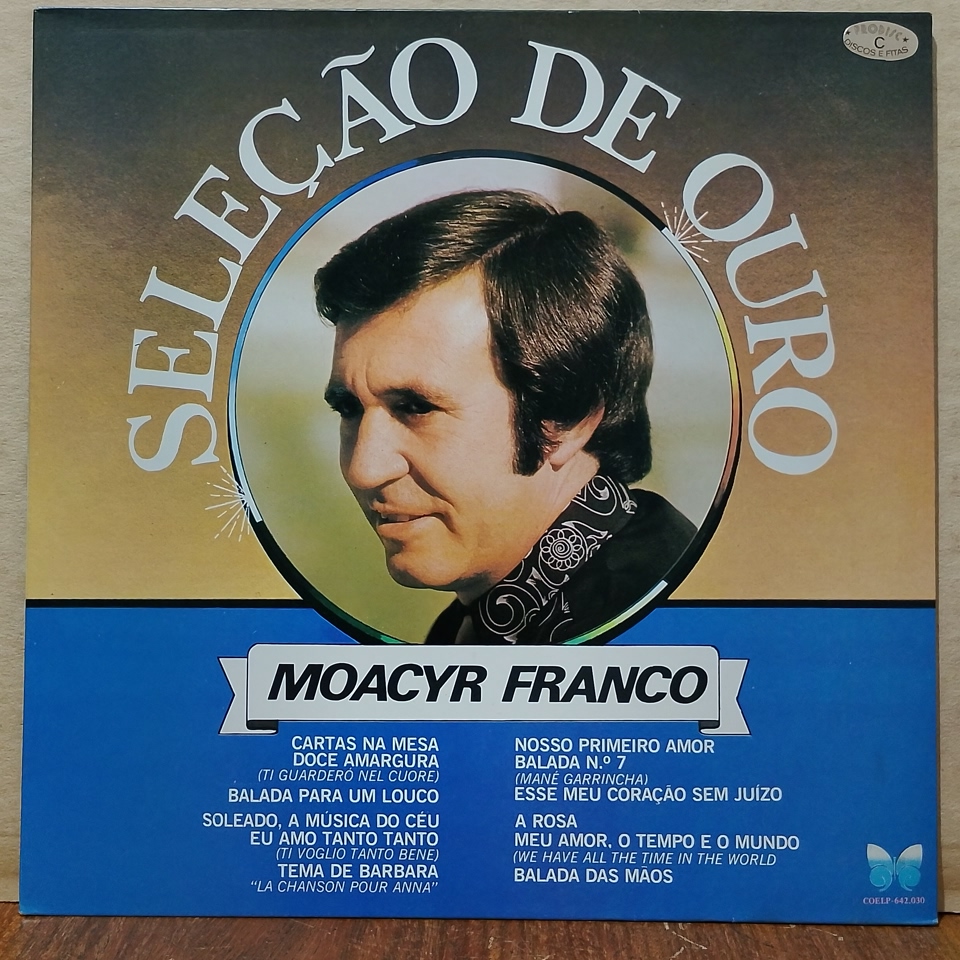 SELEÇÃO DE OURO
PRODISC
C
DISCOS E FITAS
MOACYR FRANCO
CARTAS NA MESA
DOCE AMARGURA
(TI GUARDERÓ NEL CUORE)
BALADA PARA UM LOUCO
SOLEADO, A MÚSICA DO CÉU
EU AMO TANTO TANTO
(TI VOGLIO TANTO BENE)
TEMA DE BARBARA
"LA CHANSON POUR ANNA"
NOSSO PRIMEIRO AMOR
BALADA N.º 7
(MANÉ GARRINCHA)
ESSE MEU CORAÇÃO SEM JUÍZO
A ROSA
MEU AMOR, O TEMPO E O MUNDO
(WE HAVE ALL THE TIME IN THE WORLD
BALADA DAS MÃOS
COELP-642.030